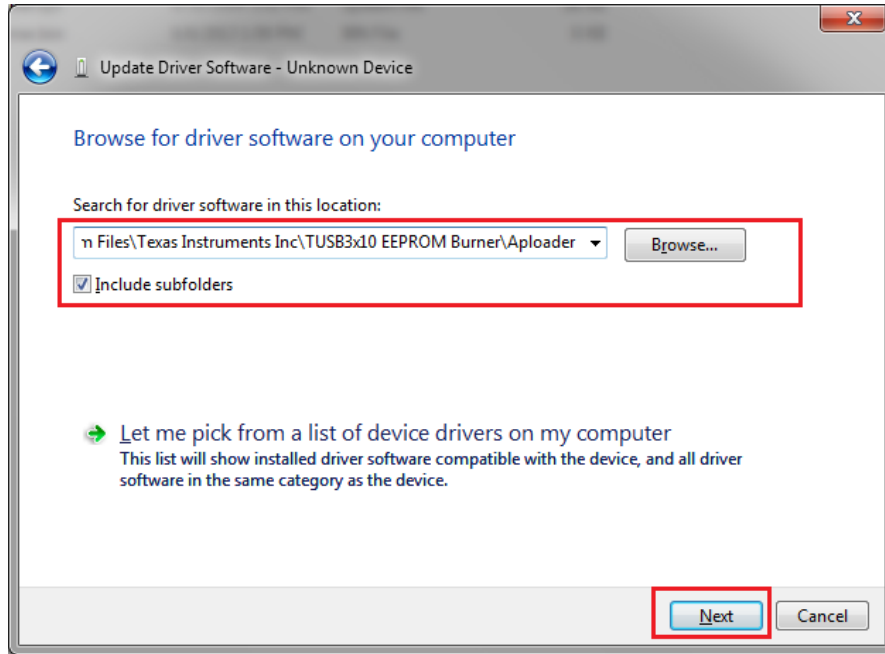 Update Driver Software - Unknown Device
Browse for driver software on your computer
Search for driver software in this location:
n Files\Texas Instruments Inc\TUSB3x10 EEPROM Burner\Aploader
Browse...
Include subfolders
Let me pick from a list of device drivers on my computer
This list will show installed driver software compatible with the device, and all driver
software in the same category as the device.
Next
Cancel